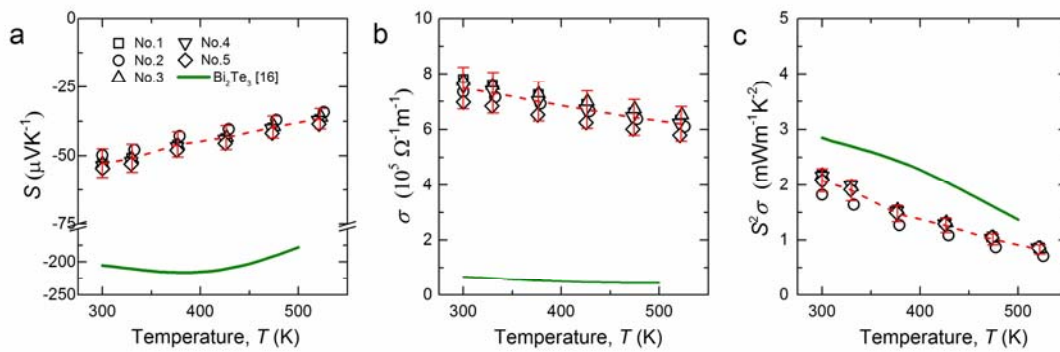 a
0
-25
-50
-75
-200
-250
300
400
500
S (μVK⁻¹)
Temperature, T (K)
No.1
No.2
No.3
No.4
No.5
Bi₂Te₃ [16]
b
10
8
6
4
2
0
300
400
500
σ (10⁵ Ω⁻¹m⁻¹)
Temperature, T (K)
c
4
3
2
1
0
300
400
500
S²σ (mWm⁻¹K⁻²)
Temperature, T (K)